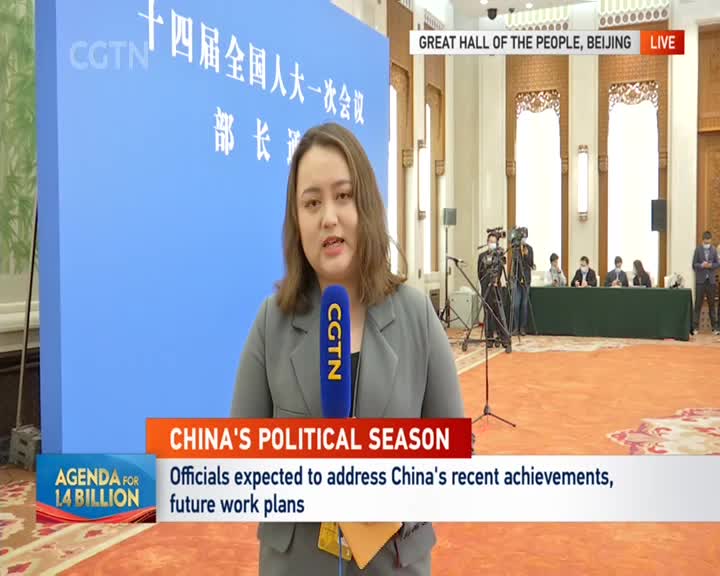 CGTN
GREAT HALL OF THE PEOPLE, BEIJING LIVE
十四届全国人大一次会议
部长通
CGTN
CHINA'S POLITICAL SEASON
AGENDA FOR
1.4 BILLION
Officials expected to address China's recent achievements,
future work plans